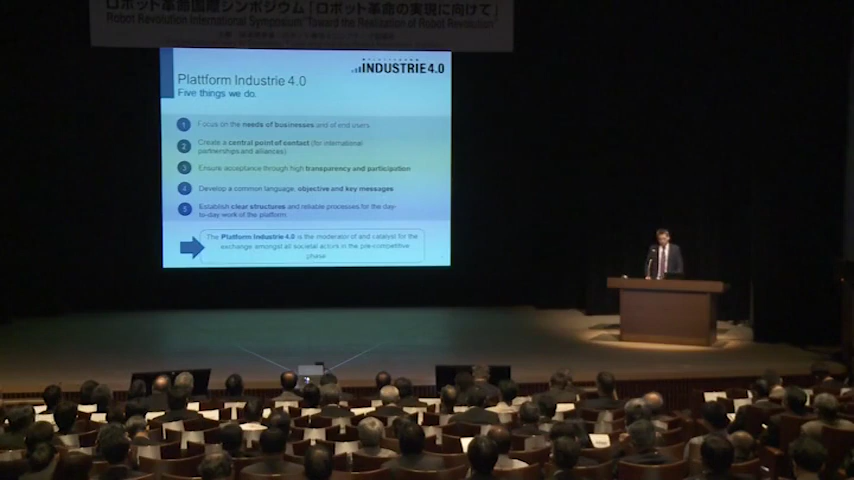 ロボット革命国際シンポジウム「ロボット革命の実現に向けて」
Robot Revolution International Symposium "Toward the Realization of Robot Revolution"
INDUSTRIE 4.0
Plattform Industrie 4.0
Five things we do.
1 Focus on the needs of businesses and of end users
2 Create a central point of contact (for international
partnerships and alliances)
3 Ensure acceptance through high transparency and participation
4 Develop a common language, objective and key messages
5 Establish clear structures and reliable processes for the day-
to-day work of the platform
The Plattform Industrie 4.0 is the moderator of and catalyst for the
exchange amongst all societal actors in the pre-competitive
phase